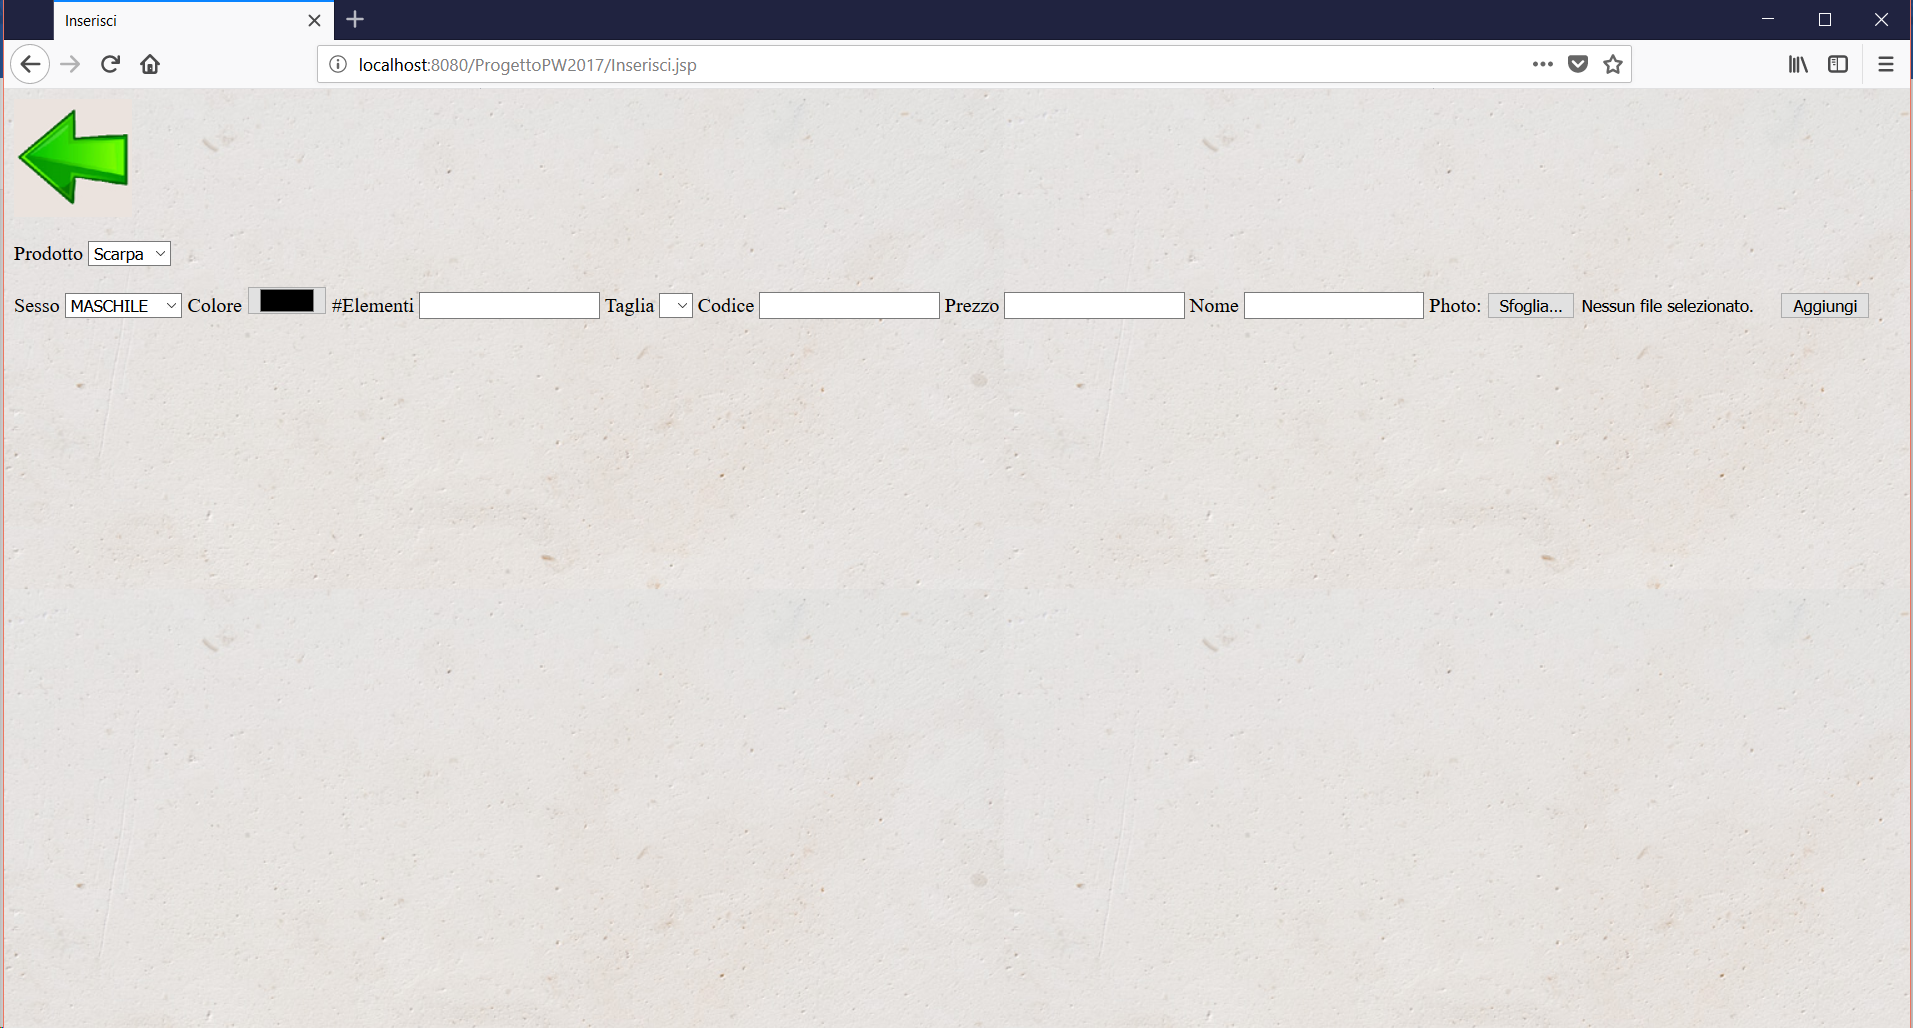 Inserisci
localhost:8080/ProgettoPW2017/Inserisci.jsp
Prodotto Scarpa
Sesso MASCHILE Colore #Elementi Taglia Codice Prezzo Nome Photo: Sfoglia... Nessun file selezionato. Aggiungi